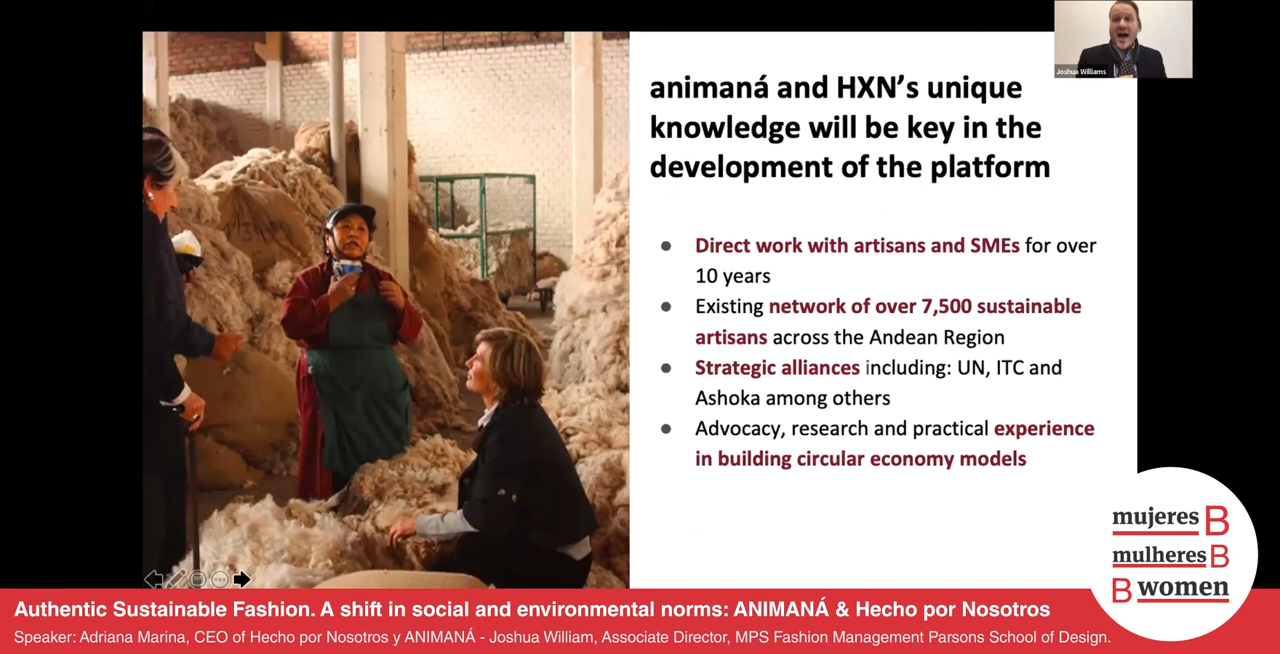 Joshua Williams
animaná and HXN's unique
knowledge will be key in the
development of the platform
● Direct work with artisans and SMEs for over
10 years
● Existing network of over 7,500 sustainable
artisans across the Andean Region
● Strategic alliances including: UN, ITC and
Ashoka among others
● Advocacy, research and practical experience
in building circular economy models
mujeres B
mulheres B
B women
Authentic Sustainable Fashion. A shift in social and environmental norms: ANIMANÁ & Hecho por Nosotros
Speaker: Adriana Marina, CEO of Hecho por Nosotros y ANIMANÁ - Joshua William, Associate Director, MPS Fashion Management Parsons School of Design.